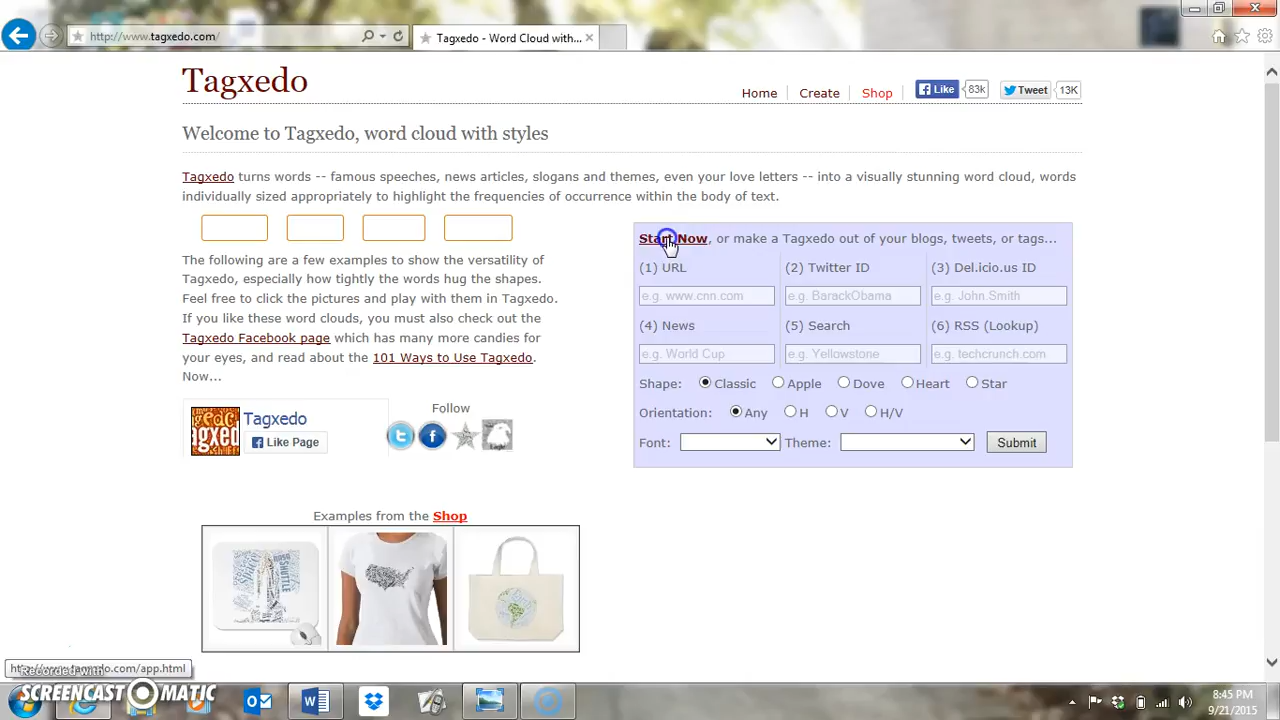 http://www.tagxedo.com/
Tagxedo - Word Cloud with...
Tagxedo
Home
Create
Shop
Like
83k
Tweet
13K
Welcome to Tagxedo, word cloud with styles
Tagxedo turns words -- famous speeches, news articles, slogans and themes, even your love letters -- into a visually stunning word cloud, words
individually sized appropriately to highlight the frequencies of occurrence within the body of text.
The following are a few examples to show the versatility of
Tagxedo, especially how tightly the words hug the shapes.
Feel free to click the pictures and play with them in Tagxedo.
If you like these word clouds, you must also check out the
Tagxedo Facebook page which has many more candies for
your eyes, and read about the 101 Ways to Use Tagxedo.
Now...
Start Now, or make a Tagxedo out of your blogs, tweets, or tags...
(1) URL
(2) Twitter ID
(3) Del.icio.us ID
e.g. www.cnn.com
e.g. BarackObama
e.g. John.Smith
(4) News
(5) Search
(6) RSS (Lookup)
e.g. World Cup
e.g. Yellowstone
e.g. techcrunch.com
Shape: Classic Apple Dove Heart Star
Orientation: Any H V H/V
Font:
Theme:
Submit
Tagxedo
Like Page
Follow
Examples from the Shop
http://www.tagxedo.com/app.html
Recorded with
SCREENCAST MATIC
8:45 PM
9/21/2015